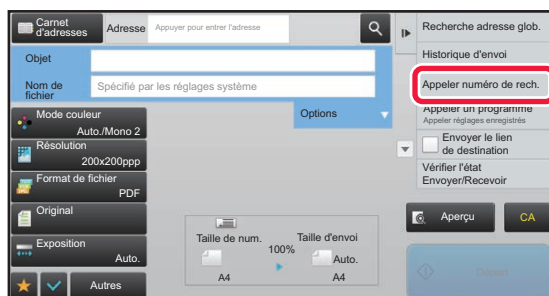 Carnet
d'adresses
Adresse
Appuyer pour entrer l'adresse
Objet
Nom de
fichier
Spécifié par les réglages système
Options
Mode couleur
Auto./Mono 2
Résolution
200x200ppp
Format de fichier
PDF
Original
Exposition
Auto.
Autres
Taille de num.
100%
Taille d'envoi
Auto.
A4
A4
Recherche adresse glob.
Historique d'envoi
Appeler numéro de rech.
Appeler un programme
Appeler réglages enregistrés
Envoyer le lien
de destination
Vérifier l'état
Envoyer/Recevoir
Aperçu
CA
Départ